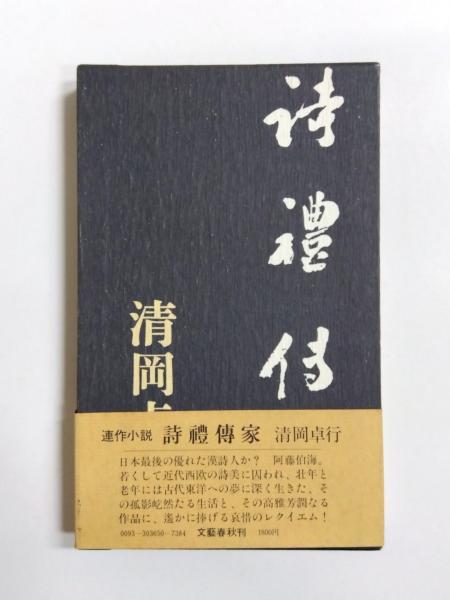 詩禮傳
清岡卓
連作小説 詩禮傳家 清岡卓行
日本最後の優れた漢詩人か? 阿藤伯海。
若くして近代西欧の詩美に囚われ、壮年と
老年には古代東洋への夢に深く生きた、そ
の孤影屹然たる生活と、その高雅芳潤なる
作品に、遙かに捧げる哀惜のレクイエム!
0093-303650-7384 文藝春秋刊 1800円